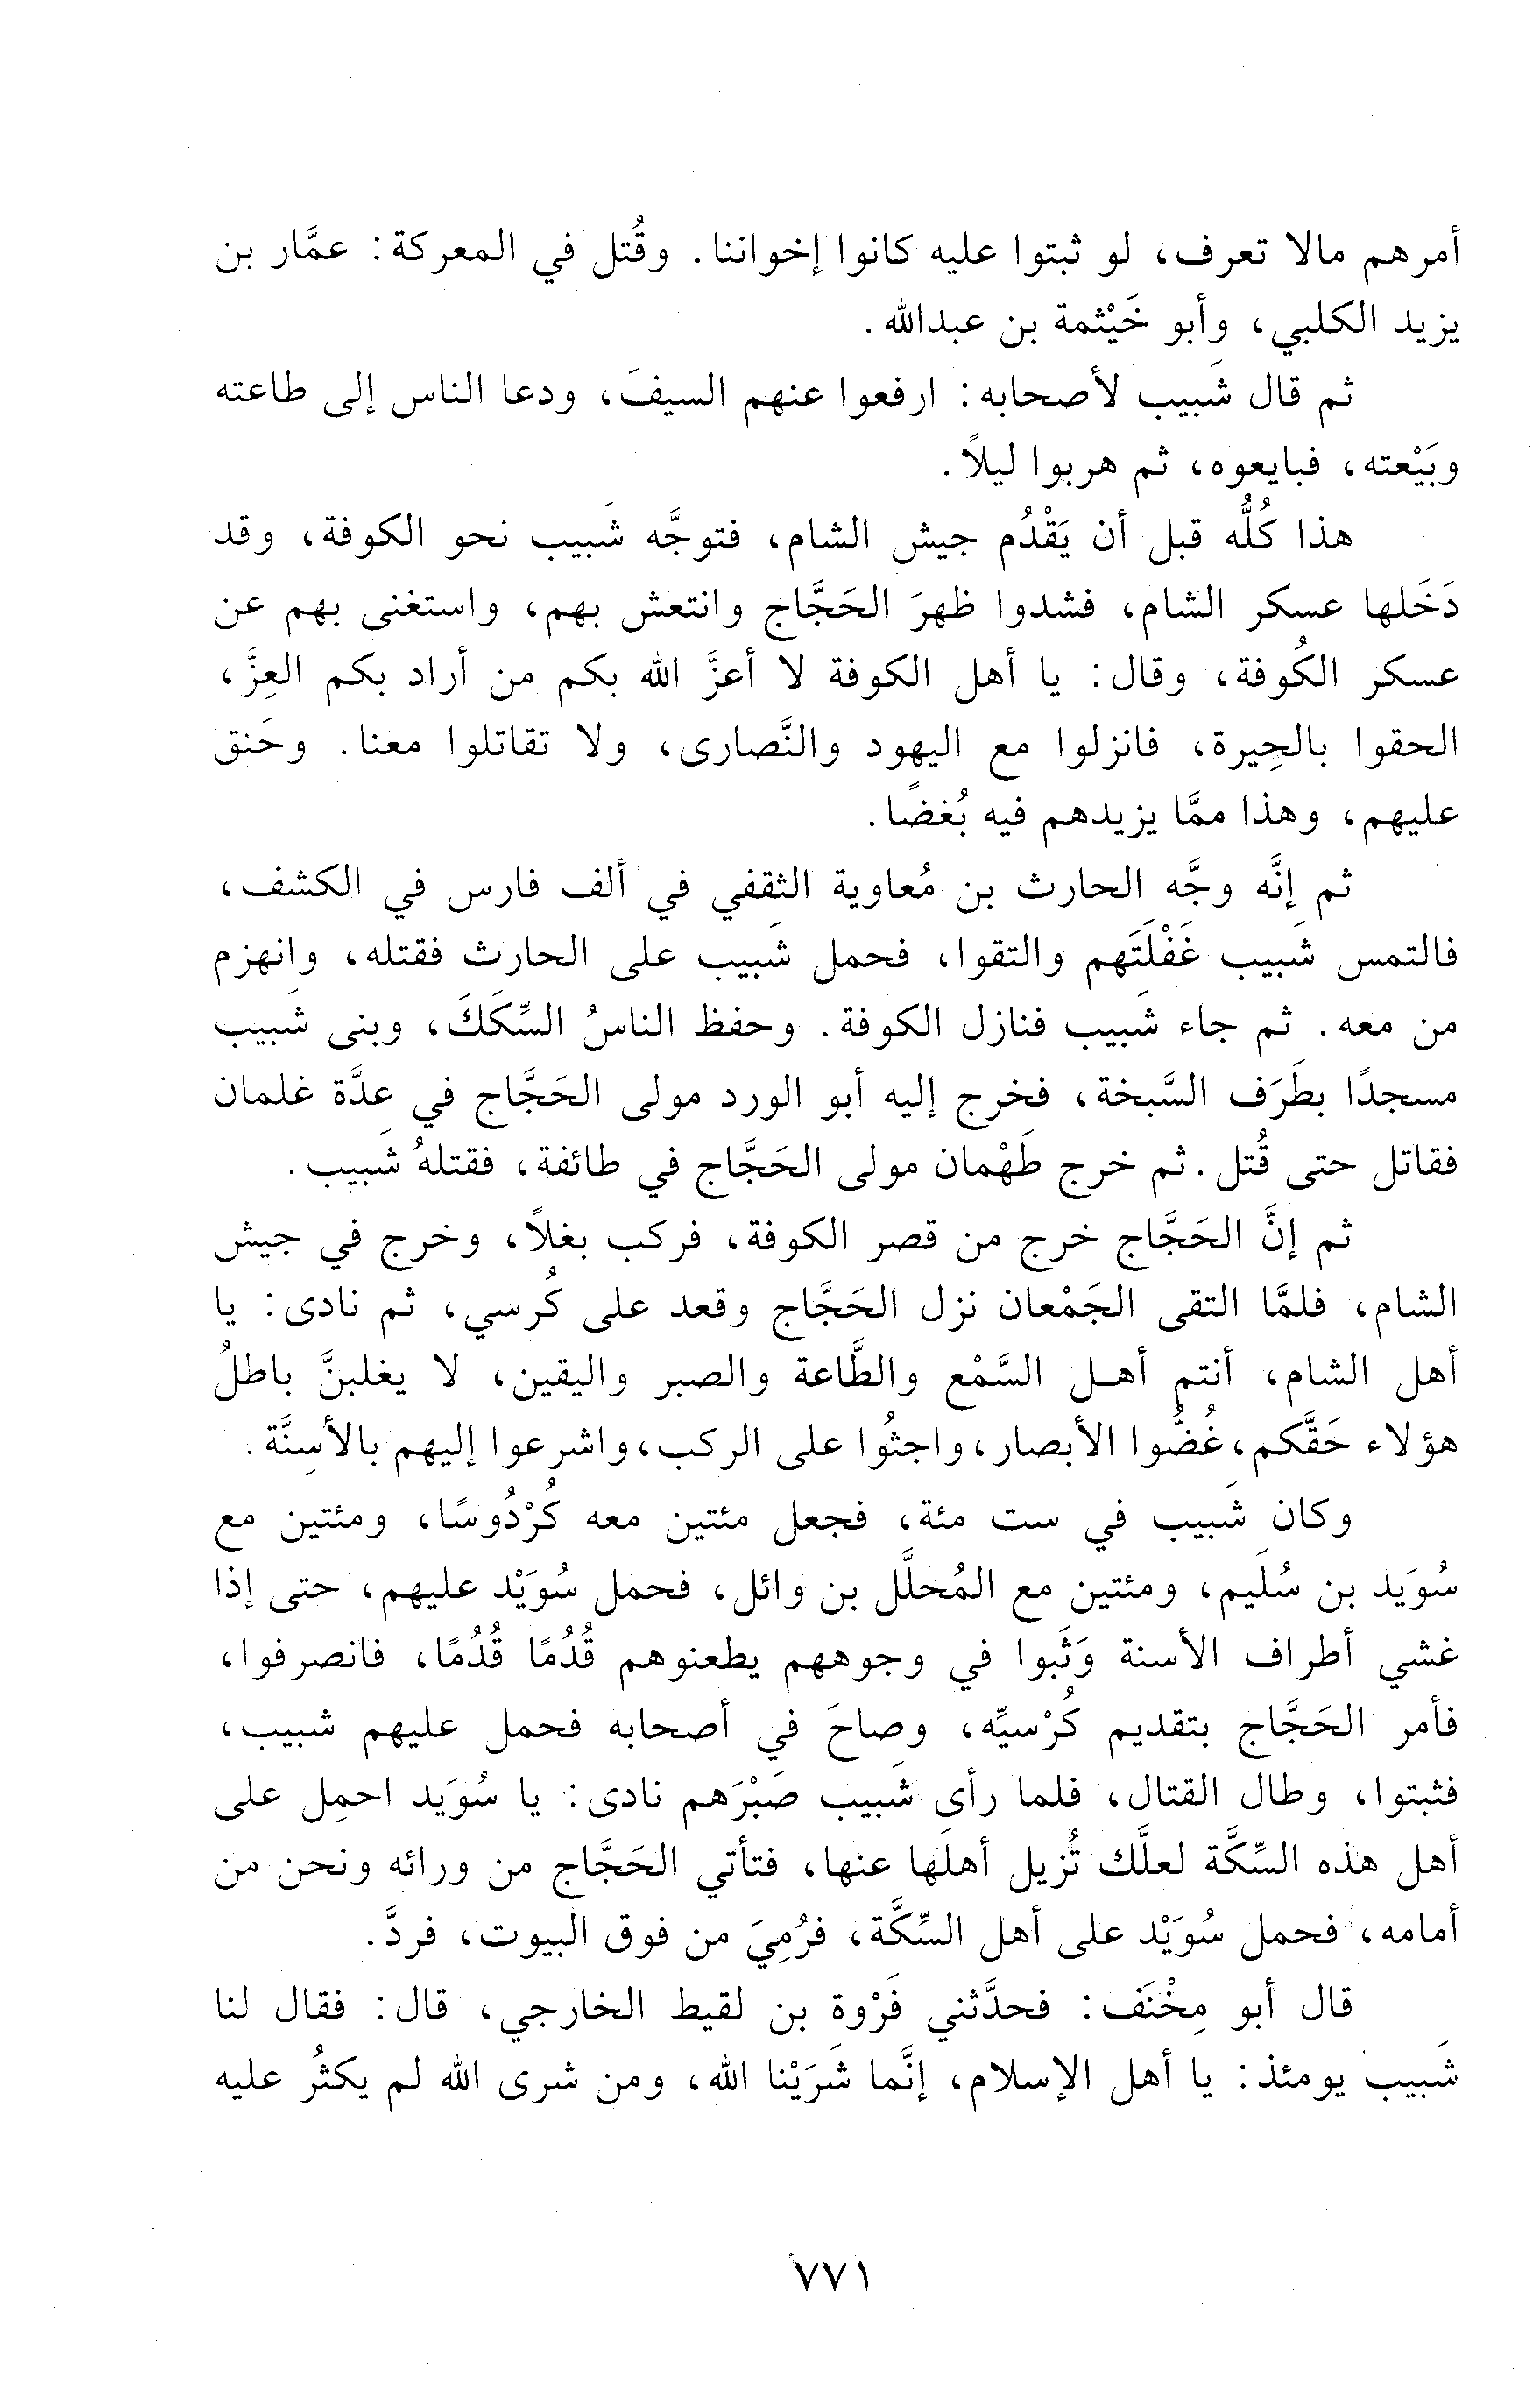 أمرهم مالا تعرف، لو ثبتوا عليه كانوا إخواننا. وقُتل في المعركة: عمَّار بن
يزيد الكلبي، وأبو خَيْثمة بن عبدالله.
ثم قال شَبيب لأصحابه: ارفعوا عنهم السيفَ، ودعا الناس إلى طاعته
وبَيْعته، فبايعوه، ثم هربوا ليلاً.
هذا كُلُّه قبل أن يَقْدُم جيش الشام، فتوجَّه شَبيب نحو الكوفة، وقد
دَخَلها عسكر الشام، فشدوا ظهرَ الحَجَّاج وانتعش بهم، واستغنى بهم عن
عسكر الكُوفة، وقال: يا أهل الكوفة لا أعزَّ الله بكم من أراد بكم العِزَّ،
الحقوا بالحِيرة، فانزلوا مع اليهود والنَّصارى، ولا تقاتلوا معنا. وحَنق
عليهم، وهذا ممَّا يزيدهم فيه بُغضًا.
ثم إنَّه وجَّه الحارث بن مُعاوية الثقفي في ألف فارس في الكشف،
فالتمس شَبيب غَفْلَتَهم والتقوا، فحمل شَبيب على الحارث فقتله، وانهزم
من معه. ثم جاء شَبيب فنازل الكوفة. وحفظ الناسُ السِّكَكَ، وبنى شَبيب
مسجدًا بطَرَف السَّبخة، فخرج إليه أبو الورد مولى الحَجَّاج في عِدَّة غلمان
فقاتل حتى قُتل. ثم خرج طَهْمان مولى الحَجَّاج في طائفة، فقتلهُ شَبيب.
ثم إنَّ الحَجَّاج خرج من قصر الكوفة، فركب بغلاً، وخرج في جيش
الشام، فلمَّا التقى الجَمْعان نزل الحَجَّاج وقعد على كُرسي، ثم نادى: يا
أهل الشام، أنتم أهل السَّمْع والطَّاعة والصبر واليقين، لا يغلبنَّ باطلُ
هؤلاء حَقَّكم، غُضُّوا الأبصار، واجثُوا على الركب، واشرعوا إليهم بالأسِنَّة.
وكان شَبيب في ست مئة، فجعل مئتين معه كُرْدُوسًا، ومئتين مع
سُوَيد بن سُلَيم، ومئتين مع المُحلَّل بن وائل، فحمل سُوَيْد عليهم، حتى إذا
غشي أطراف الأسنة وَثَبوا في وجوههم يطعنوهم قُدُمًا قُدُمًا، فانصرفوا،
فأمر الحَجَّاج بتقديم كُرْسيِّه، وصاحَ في أصحابه فحمل عليهم شبيب،
فثبتوا، وطال القتال، فلما رأى شَبيب صَبْرَهم نادى: يا سُوَيد احمِل على
أهل هذه السِّكَّة لعلَّك تُزيل أهلَها عنها، فتأتي الحَجَّاج من ورائه ونحن من
أمامه، فحمل سُوَيْد على أهل السِّكَّة، فرُمِيَ من فوق البيوت، فردَّ.
قال أبو مِخْنَف: فحدَّثني فَرْوة بن لقيط الخارجي، قال: فقال لنا
شَبيب يومئذ: يا أهل الإسلام، إنَّما شَرَيْنا الله، ومن شرى الله لم يكثُر عليه
٧٧١